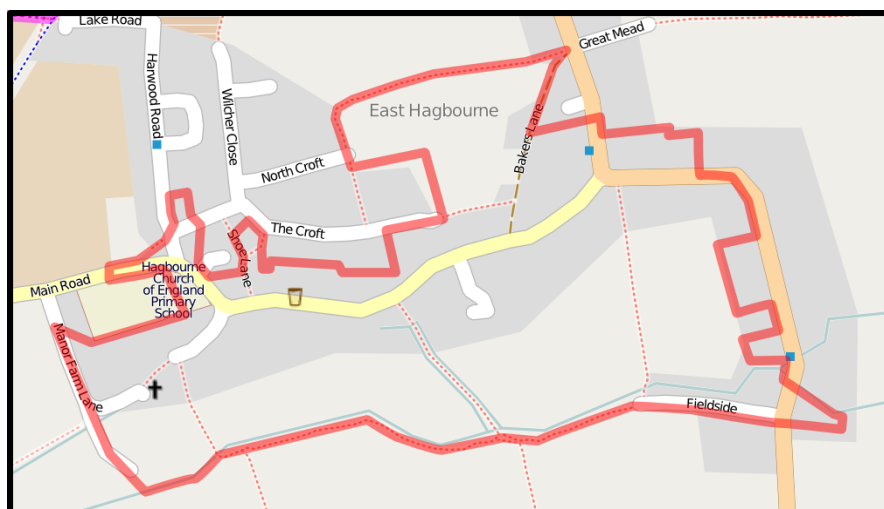 Lake Road
Great Mead
Harwood Road
Wilcher Close
East Hagbourne
Bakers Lane
North Croft
The Croft
Shoe Lane
Main Road
Hagbourne
Church
of England
Primary
School
Manor Farm Lane
Fieldside